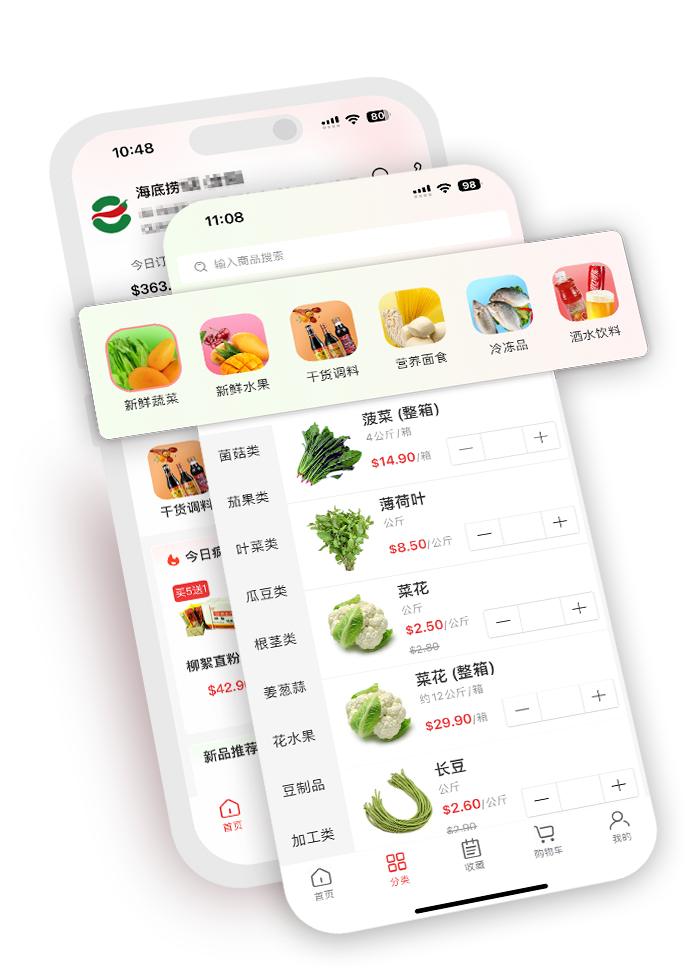 10:48
80
海底捞
今日订
$363.
11:08
98
输入商品搜索
新鲜蔬菜
新鲜水果
干货调料
营养面食
冷冻品
酒水饮料
干货调料
今日疯
买5送1
柳絮直粉
$42.9
新品推荐
首页
菌菇类
茄果类
叶菜类
瓜豆类
根茎类
姜葱蒜
花水果
豆制品
加工类
菠菜 (整箱)
4公斤/箱
$14.90/箱
薄荷叶
公斤
$8.50/公斤
菜花
公斤
$2.50/公斤
$2.80
菜花 (整箱)
约12公斤/箱
$29.90/箱
长豆
公斤
$2.60/公斤
$2.90
首页
分类
收藏
购物车
我的